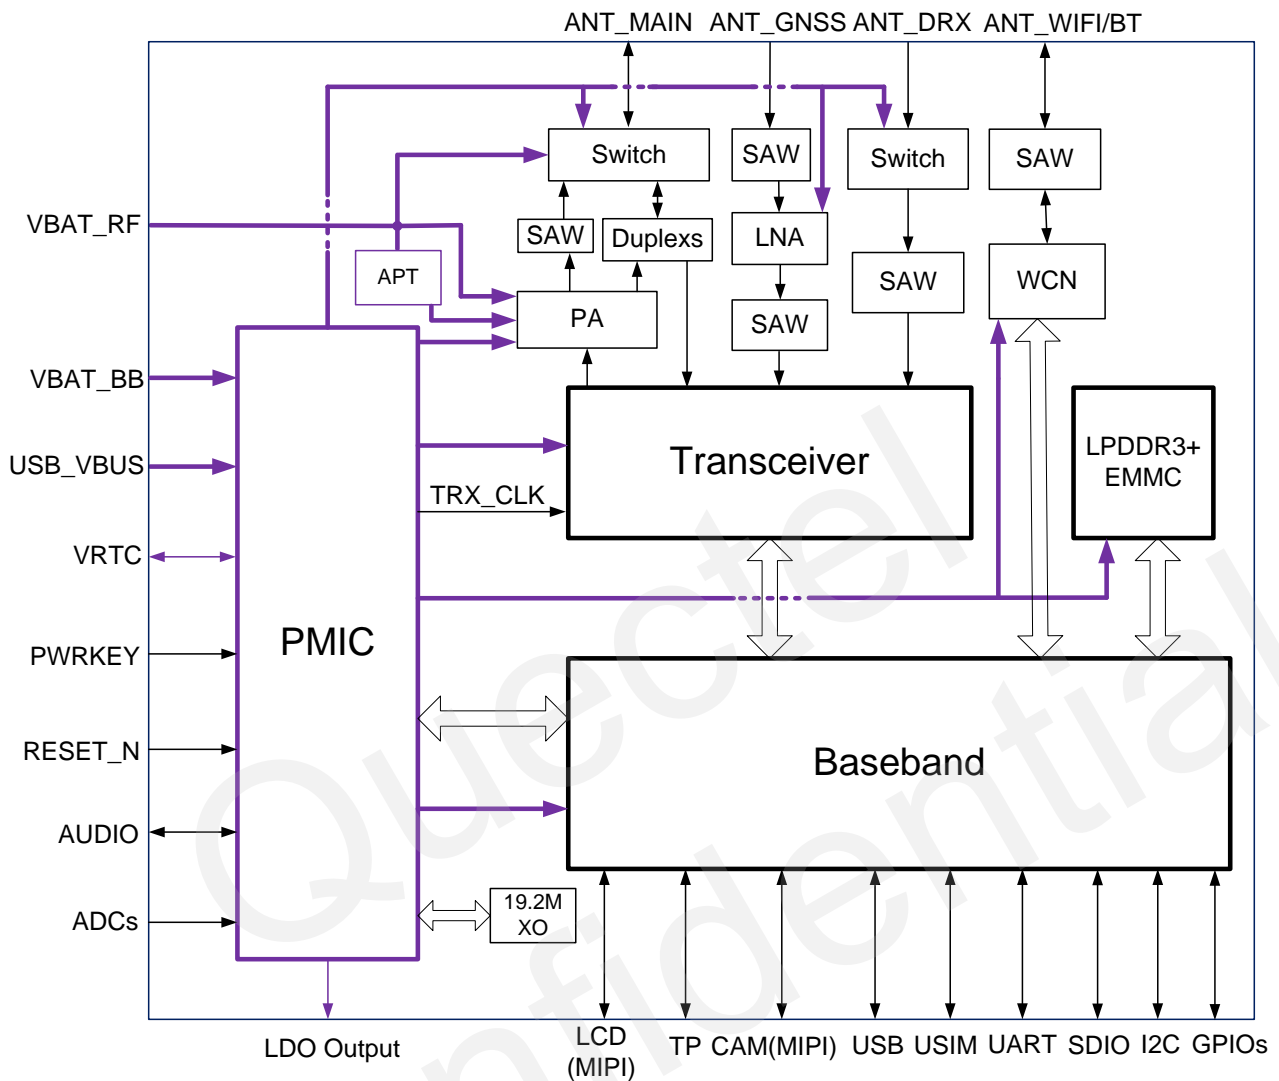 ANT_MAIN ANT_GNSS ANT_DRX ANT_WIFI/BT
Switch SAW Switch SAW
VBAT_RF SAW Duplexs LNA
APT SAW WCN
PA SAW
VBAT_BB
USB_VBUS Transceiver LPDDR3+
EMMC
TRX_CLK
VRTC
PMIC
PWRKEY
RESET_N Baseband
AUDIO
ADCs 19.2M
XO
LDO Output LCD
(MIPI) TP CAM(MIPI) USB USIM UART SDIO I2C GPIOs
Quectel
Confidential